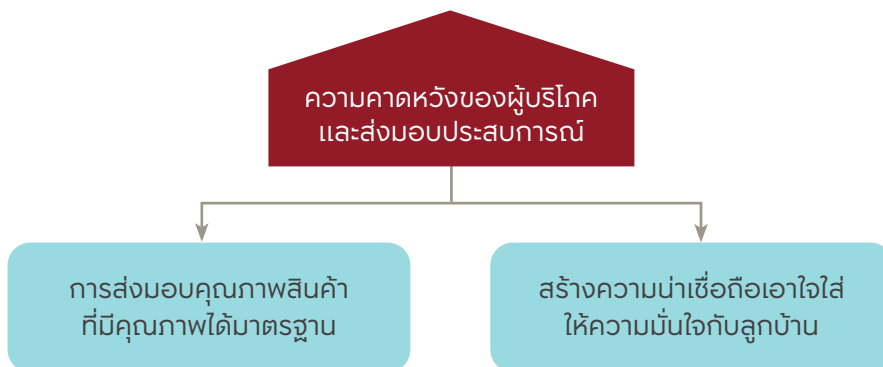 ความคาดหวังของผู้บริโภค
และส่งมอบประสบการณ์
การส่งมอบคุณภาพสินค้า
ที่มีคุณภาพได้มาตรฐาน
สร้างความน่าเชื่อถือเอาใจใส่
ให้ความมั่นใจกับลูกบ้าน